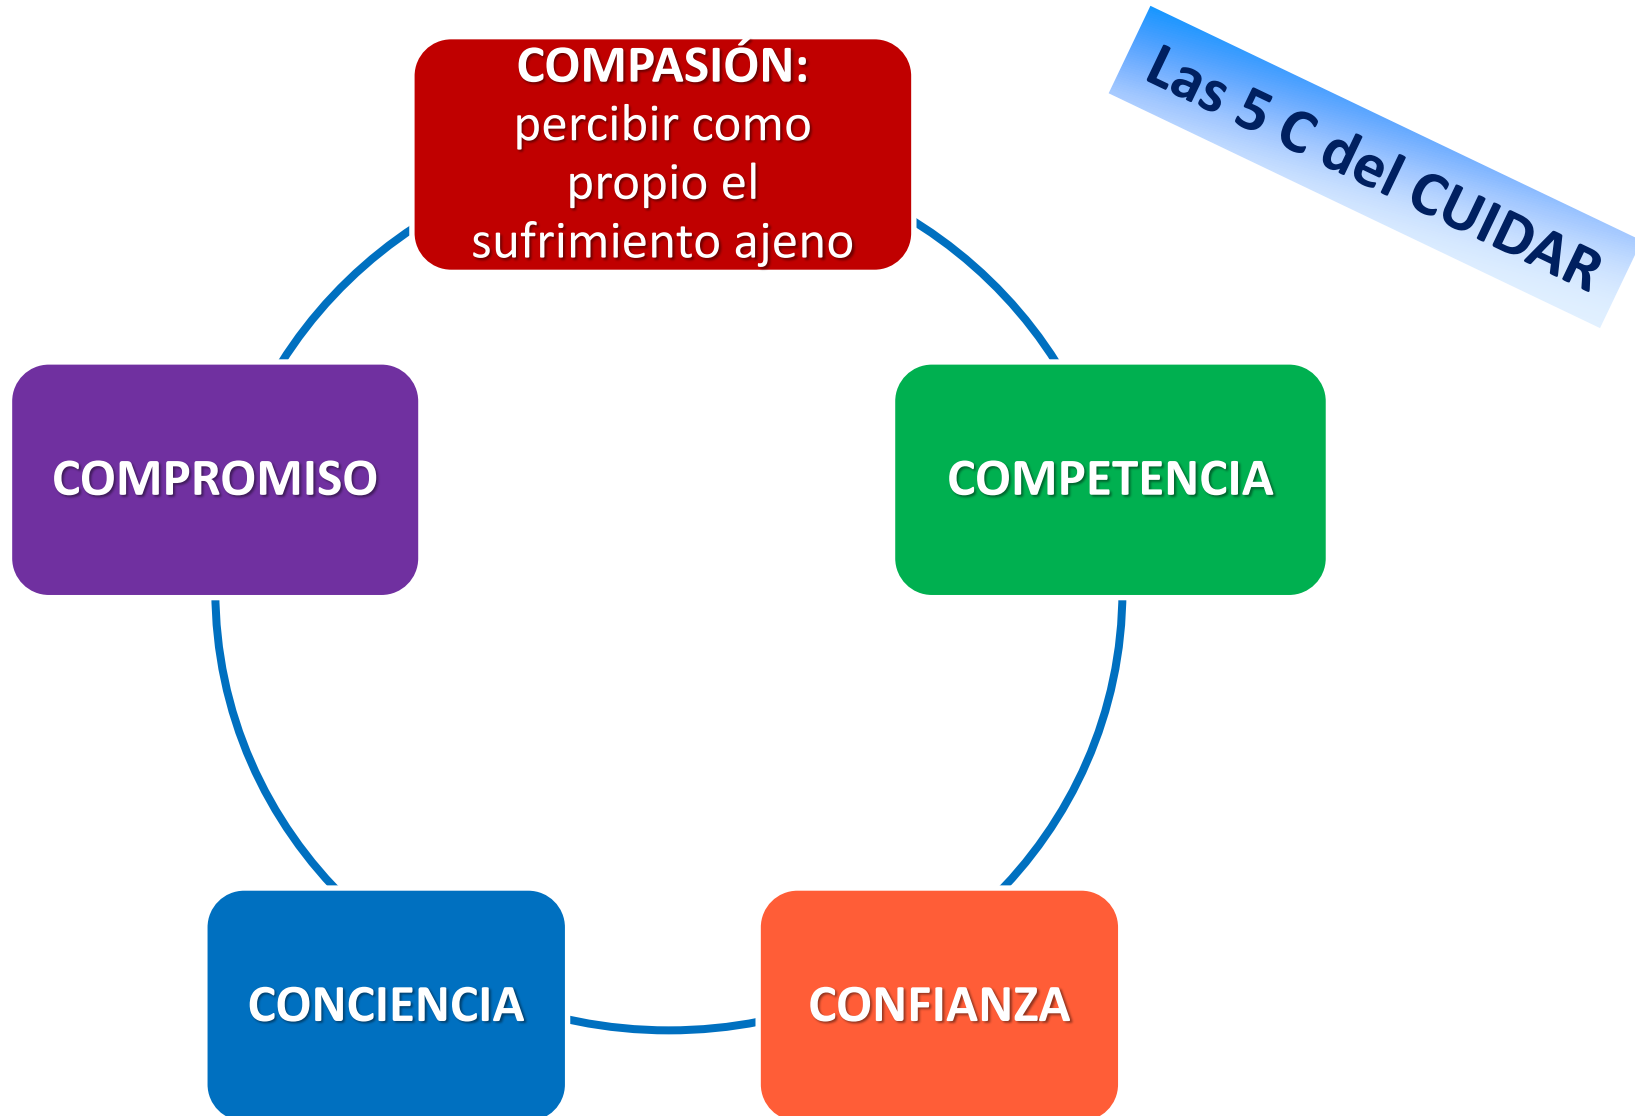 COMPASIÓN:
percibir como
propio el
sufrimiento ajeno
Las 5 C del CUIDAR
COMPROMISO
COMPETENCIA
CONCIENCIA
CONFIANZA